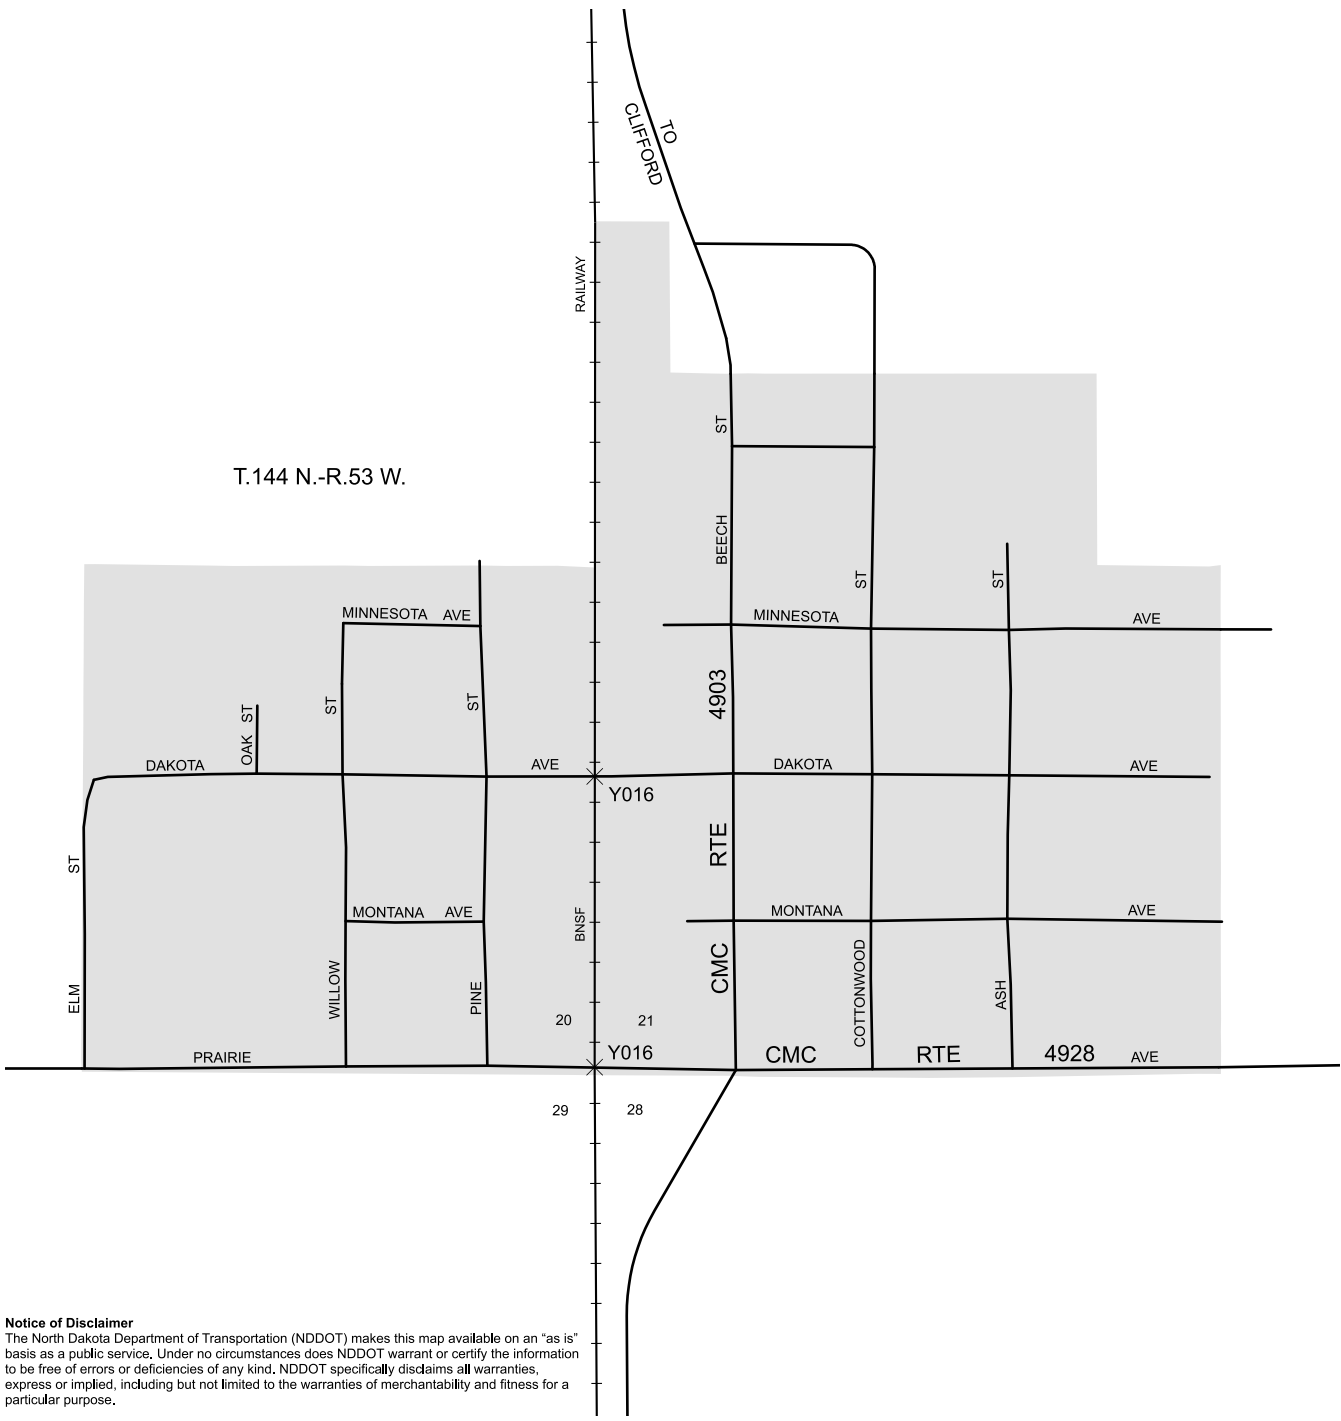 TO
CLIFFORD
RAILWAY
ST
T.144 N.-R.53 W.
BEECH
ST
ST
MINNESOTA AVE
MINNESOTA
AVE
4903
ST
ST
OAK ST
DAKOTA
AVE
DAKOTA
AVE
Y016
RTE
ST
MONTANA AVE
MONTANA
AVE
BNSF
CMC
COTTONWOOD
ELM
WILLOW
PINE
ASH
20
21
PRAIRIE
Y016
CMC
RTE
4928
AVE
29
28
Notice of Disclaimer
The North Dakota Department of Transportation (NDDOT) makes this map available on an "as is"
basis as a public service. Under no circumstances does NDDOT warrant or certify the information
to be free of errors or deficiencies of any kind. NDDOT specifically disclaims all warranties,
express or implied, including but not limited to the warranties of merchantability and fitness for a
particular purpose.